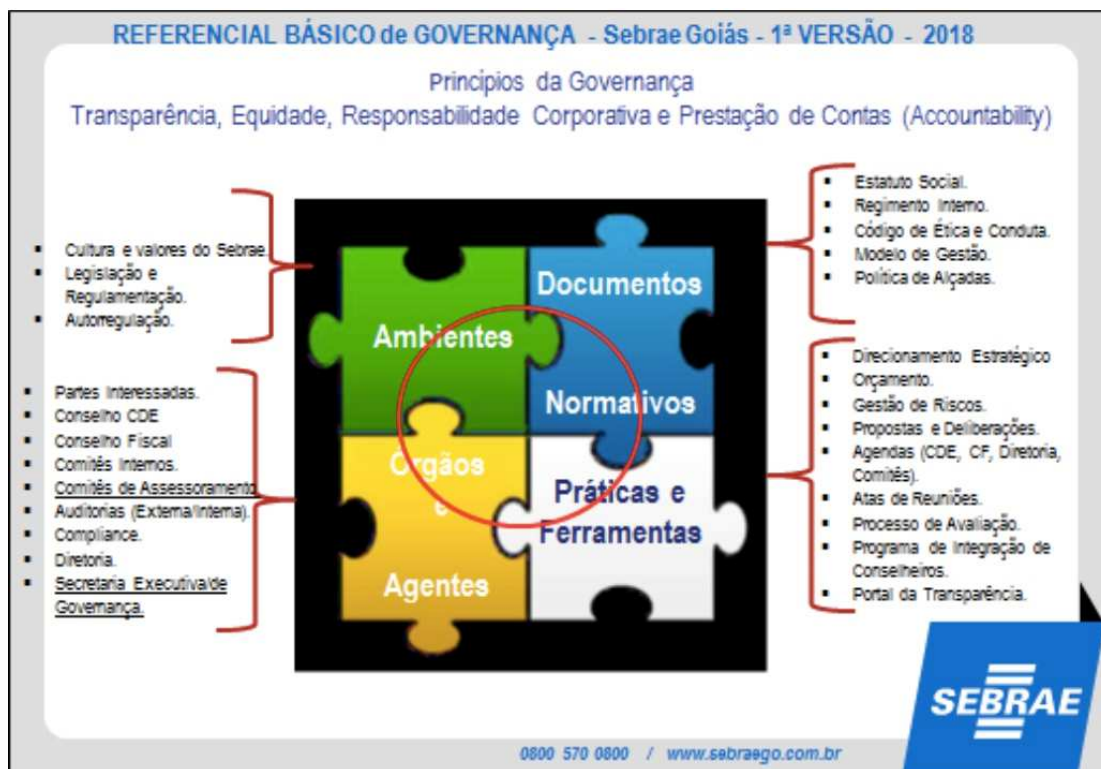 REFERENCIAL BÁSICO de GOVERNANÇA - Sebrae Goiás - 1ª VERSÃO - 2018
Princípios da Governança
Transparência, Equidade, Responsabilidade Corporativa e Prestação de Contas (Accountability)
▪ Cultura e valores do Sebrae.
▪ Legislação e
Regulamentação.
▪ Autorregulação.
▪ Partes Interessadas.
▪ Conselho CDE
▪ Conselho Fiscal
▪ Comitês Internos.
▪ Comitês de Assessoramento.
▪ Auditorias (Externa/Interna).
▪ Compliance.
▪ Diretoria.
▪ Secretaria Executiva/de
Governança.
Ambientes
Documentos
Normativos
Órgãos
e
Agentes
Práticas e
Ferramentas
▪ Estatuto Social.
▪ Regimento Interno.
▪ Código de Ética e Conduta.
▪ Modelo de Gestão.
▪ Política de Alçadas.
▪ Direcionamento Estratégico
▪ Orçamento.
▪ Gestão de Riscos.
▪ Propostas e Deliberações.
▪ Agendas (CDE, CF, Diretoria,
Comitês).
▪ Atas de Reuniões.
▪ Processo de Avaliação.
▪ Programa de Integração de
Conselheiros.
▪ Portal da Transparência.
SEBRAE
0800 570 0800 / www.sebraego.com.br